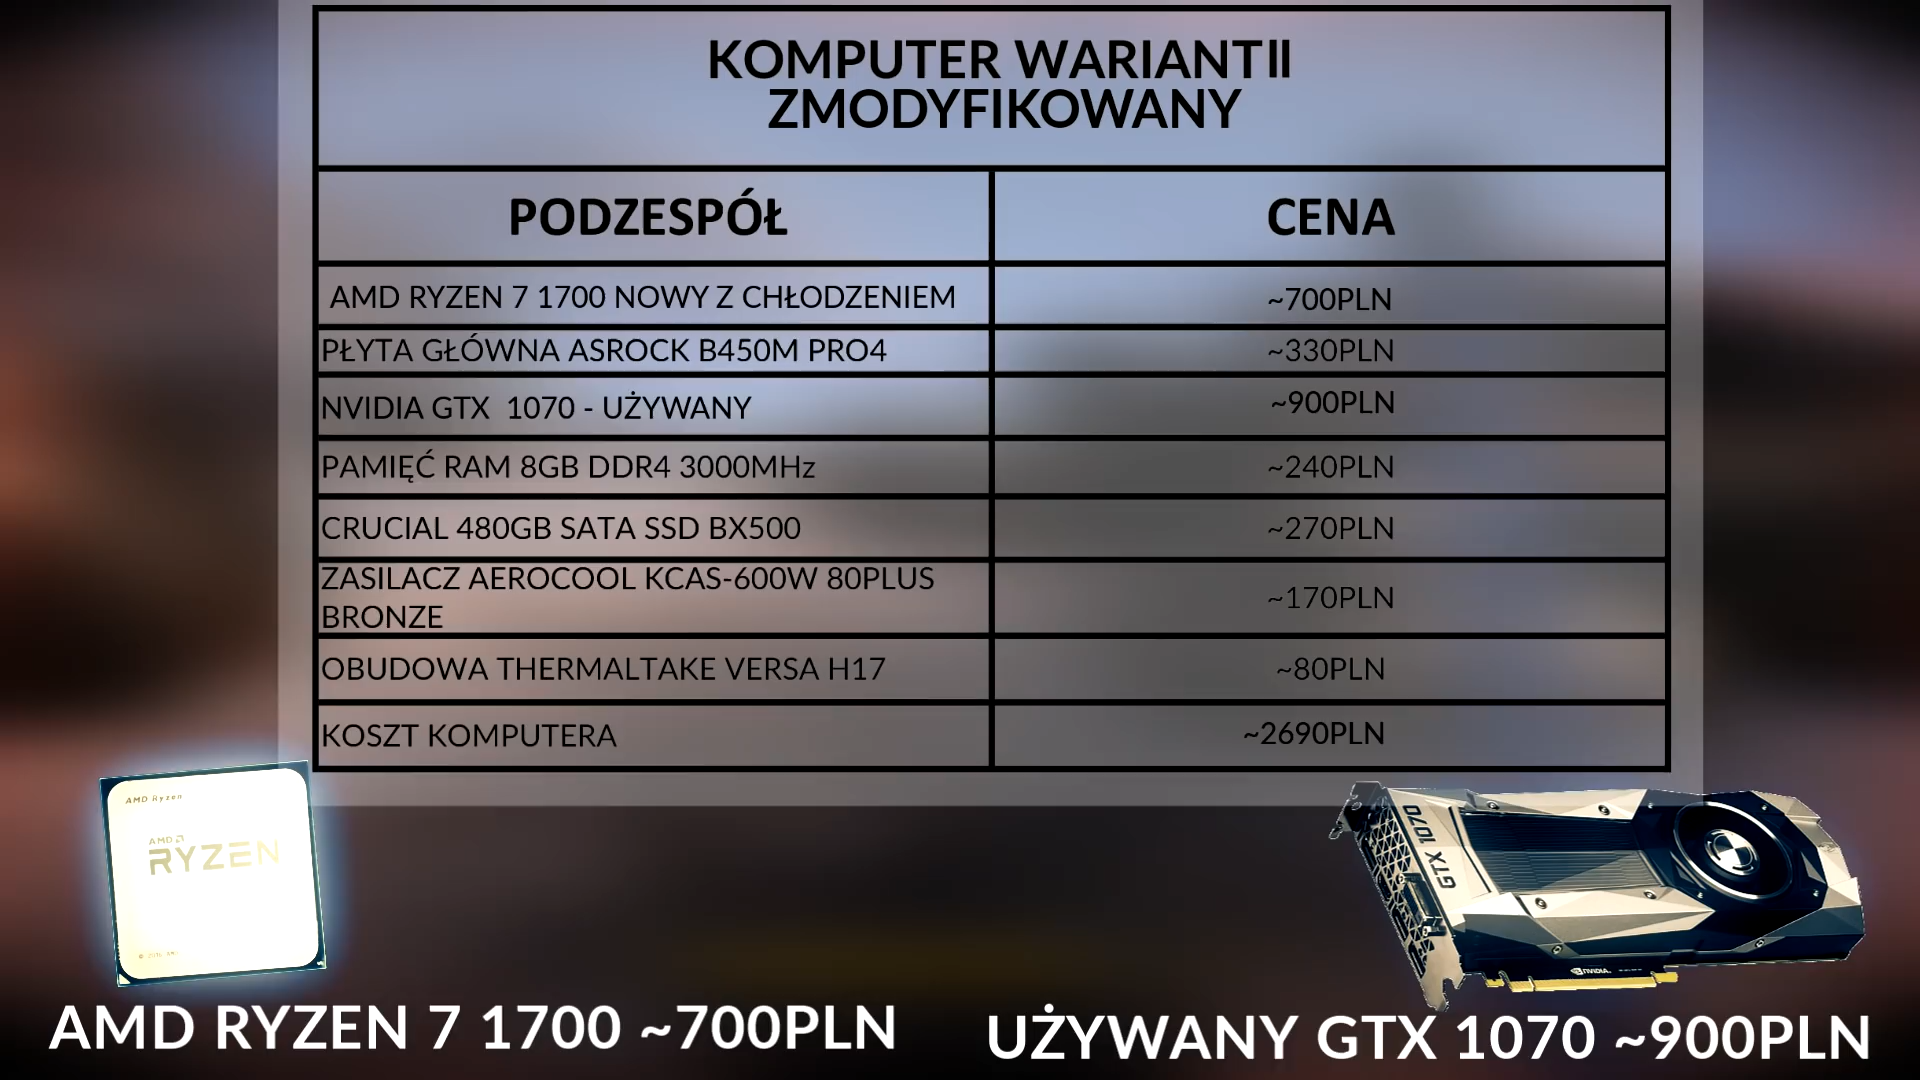 KOMPUTER WARIANT II
ZMODYFIKOWANY
PODZESPÓŁ CENA
AMD RYZEN 7 1700 NOWY Z CHŁODZENIEM ~700PLN
PŁYTA GŁÓWNA ASROCK B450M PRO4 ~330PLN
NVIDIA GTX 1070 - UŻYWANY ~900PLN
PAMIĘĆ RAM 8GB DDR4 3000MHz ~240PLN
CRUCIAL 480GB SATA SSD BX500 ~270PLN
ZASILACZ AEROCOOL KCAS-600W 80PLUS
BRONZE ~170PLN
OBUDOWA THERMALTAKE VERSA H17 ~80PLN
KOSZT KOMPUTERA ~2690PLN
AMD Ryzen
AMD
RYZEN
GTX 1070
NVIDIA
AMD RYZEN 7 1700 ~700PLN
UŻYWANY GTX 1070 ~900PLN